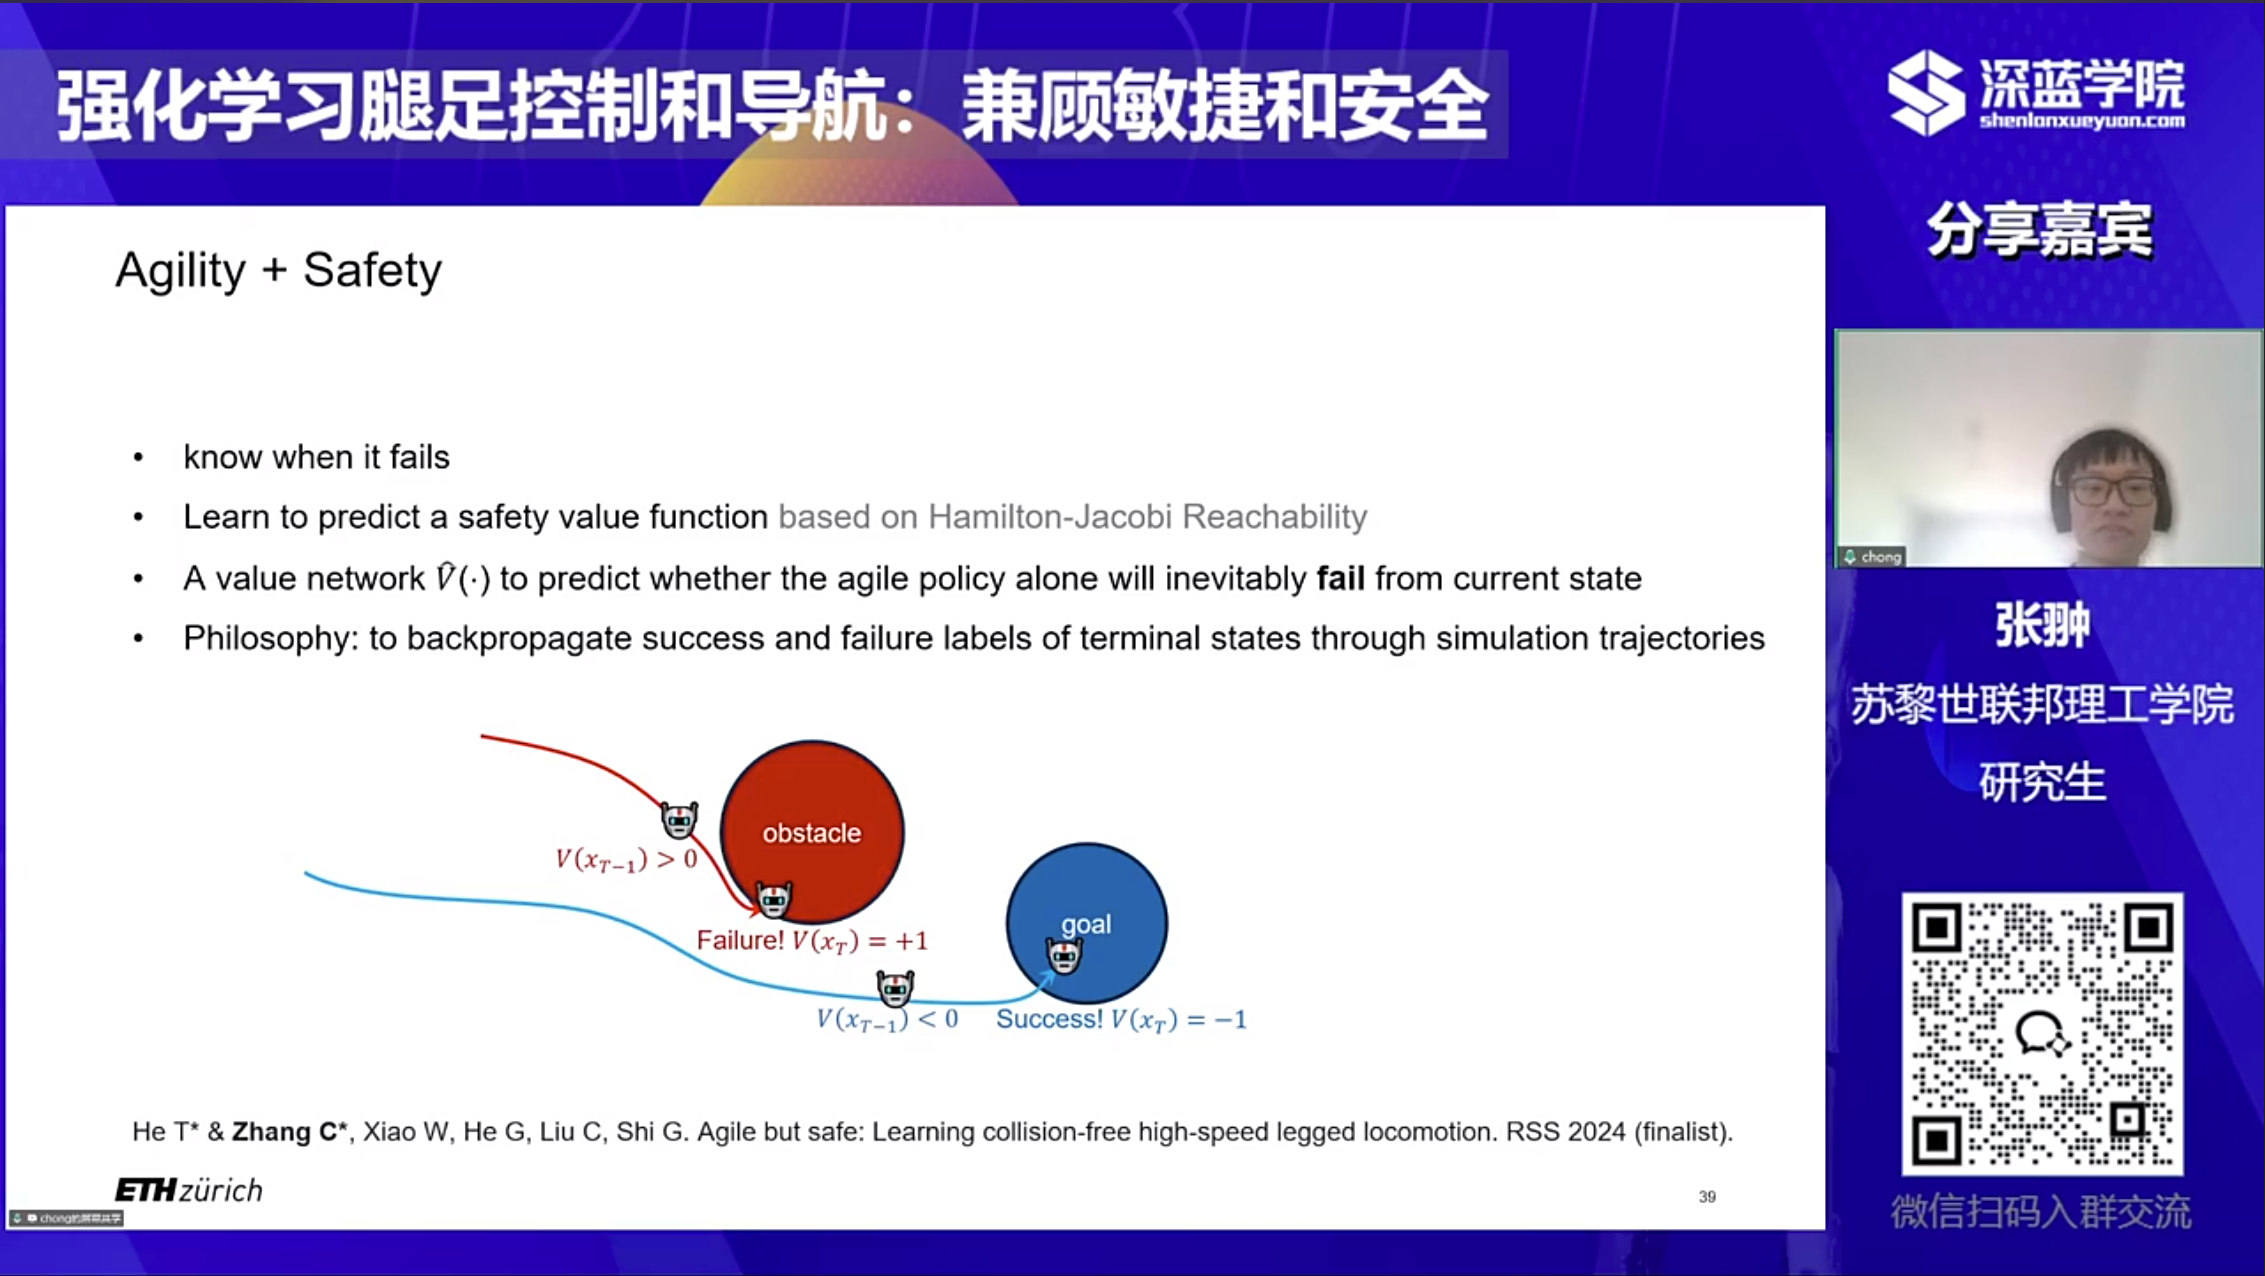 强化学习腿足控制和导航：兼顾敏捷和安全
深蓝学院
shenlanxueyuan.com
分享嘉宾
Agility + Safety
• know when it fails
• Learn to predict a safety value function based on Hamilton-Jacobi Reachability
• A value network V̂(·) to predict whether the agile policy alone will inevitably fail from current state
• Philosophy: to backpropagate success and failure labels of terminal states through simulation trajectories
obstacle
V(x_{T−1}) > 0
goal
Failure! V(x_T) = +1
V(x_{T−1}) < 0
Success! V(x_T) = −1
He T* & Zhang C*, Xiao W, He G, Liu C, Shi G. Agile but safe: Learning collision-free high-speed legged locomotion. RSS 2024 (finalist).
ETH zürich
39
chong的屏幕共享
chong
张翀
苏黎世联邦理工学院
研究生
微信扫码入群交流